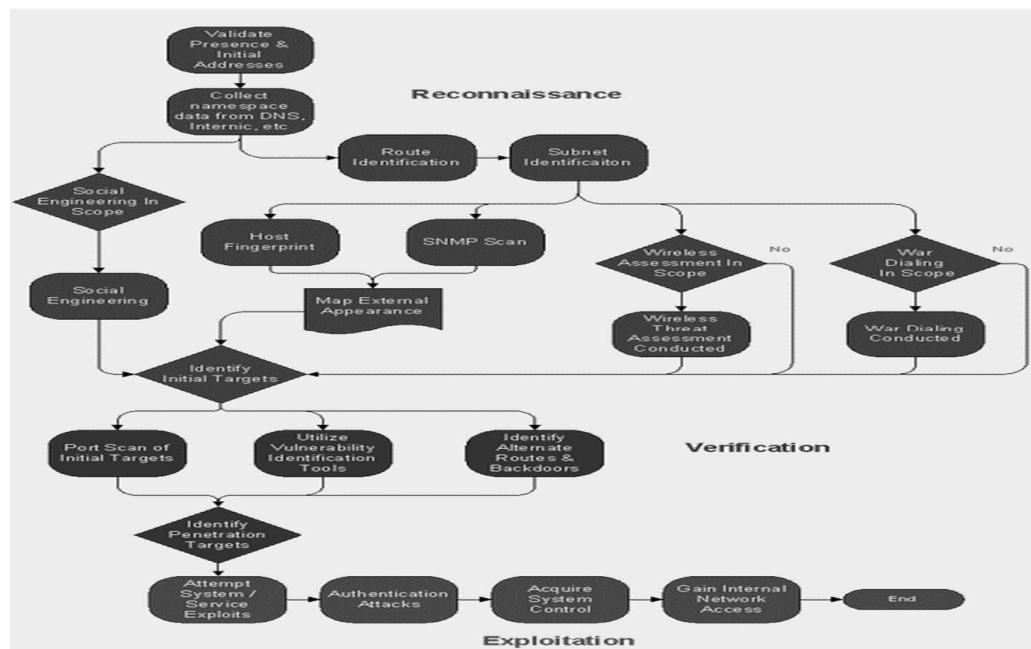 Validate
Presence &
Initial
Addresses
Collect
namespace
data from DNS,
Internic, etc
Reconnaissance
Route
Identification
Subnet
Identificaiton
Social
Engineering In
Scope
Host
Fingerprint
SNMP Scan
Wireless
Assessment In
Scope
No
War
Dialing
In Scope
No
Social
Engineering
Map External
Appearance
Wireless
Threat
Assessment
Conducted
War Dialing
Conducted
Identify
Initial Targets
Port Scan of
Initial Targets
Utilize
Vulnerability
Identification
Tools
Identify
Alternate
Routes &
Backdoors
Verification
Identify
Penetration
Targets
Attempt
System /
Service
Exploits
Authentication
Attacks
Acquire
System
Control
Gain Internal
Network
Access
End
Exploitation